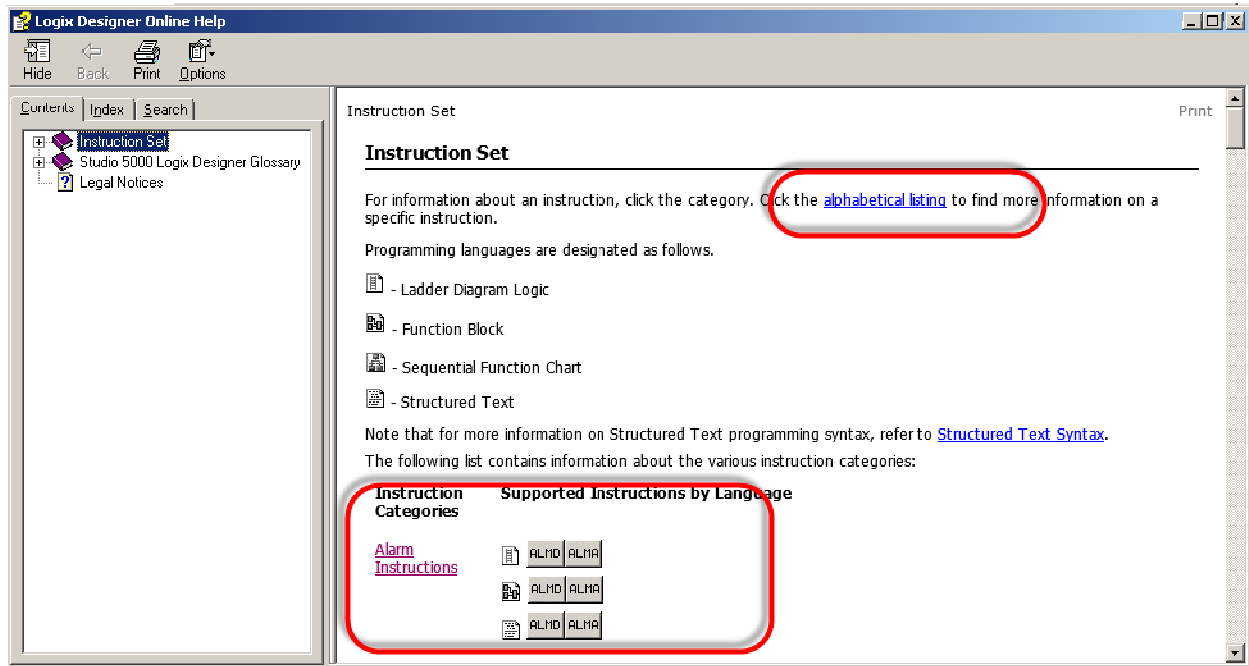 Logix Designer Online Help
Hide Back Print Options
Contents Index Search
Instruction Set
Studio 5000 Logix Designer Glossary
Legal Notices
Instruction Set Print
Instruction Set
For information about an instruction, click the category. Click the alphabetical listing to find more information on a
specific instruction.
Programming languages are designated as follows.
- Ladder Diagram Logic
- Function Block
- Sequential Function Chart
- Structured Text
Note that for more information on Structured Text programming syntax, refer to Structured Text Syntax.
The following list contains information about the various instruction categories:
Instruction Supported Instructions by Language
Categories
Alarm ALMD ALMA
Instructions
ALMD ALMA
ALMD ALMA